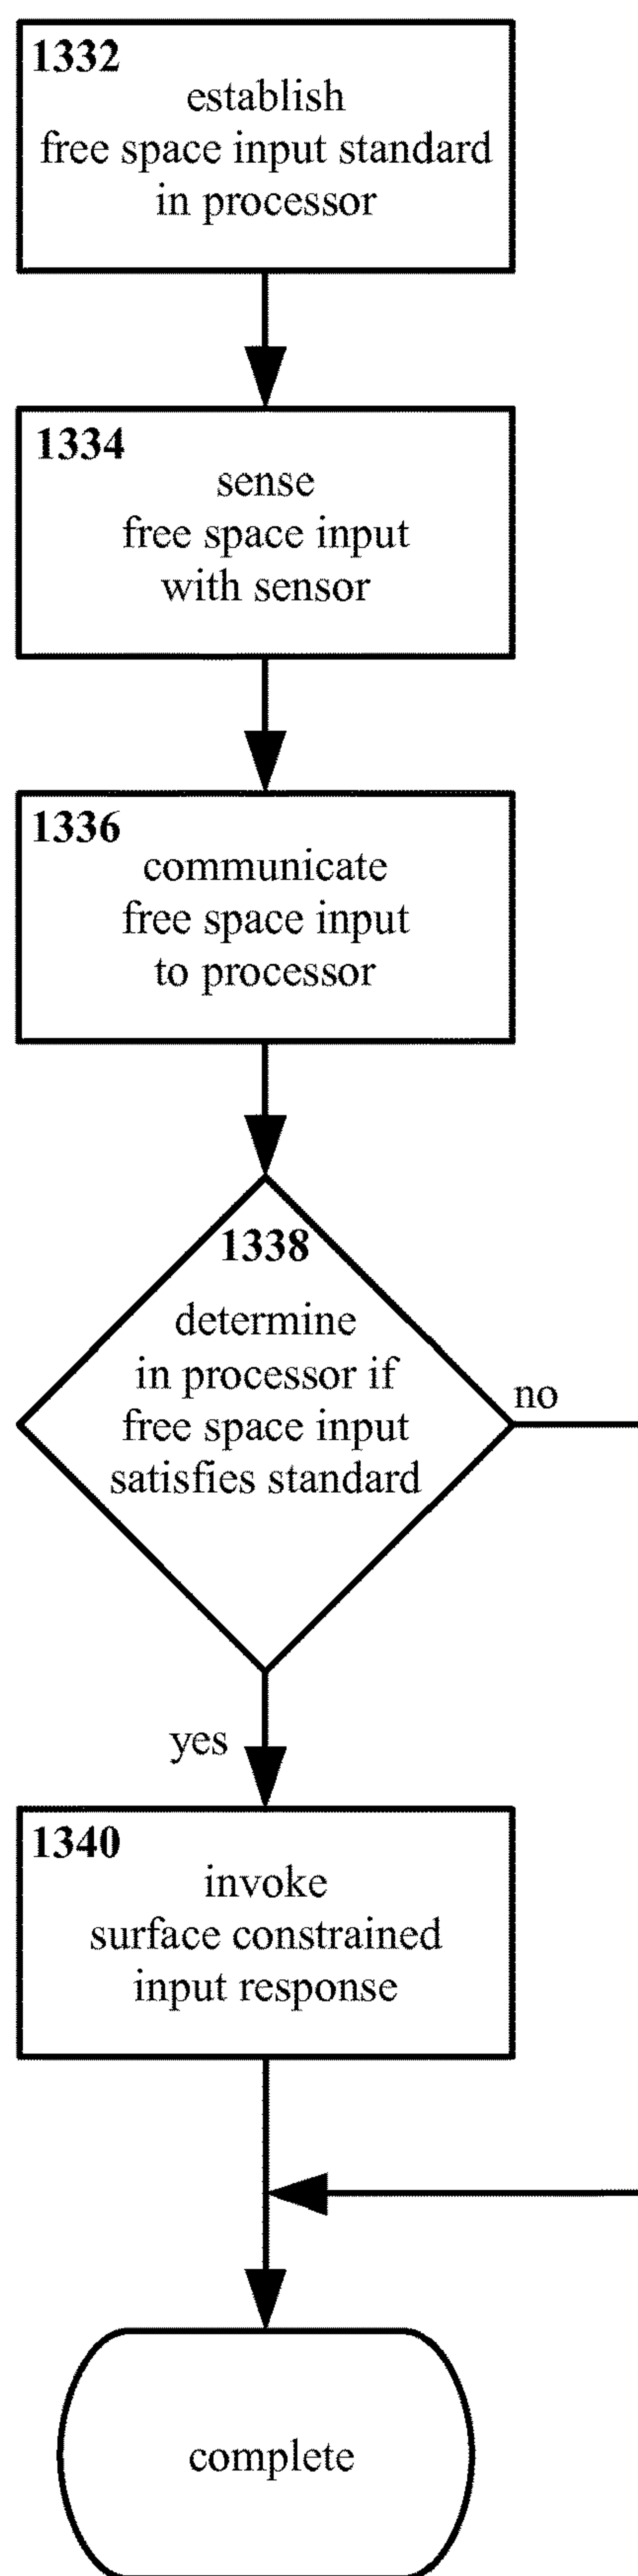 1332
establish
free space input standard
in processor
1334
sense
free space input
with sensor
1336
communicate
free space input
to processor
1338
determine
in processor if
free space input
satisfies standard
no
yes
1340
invoke
surface constrained
input response
complete